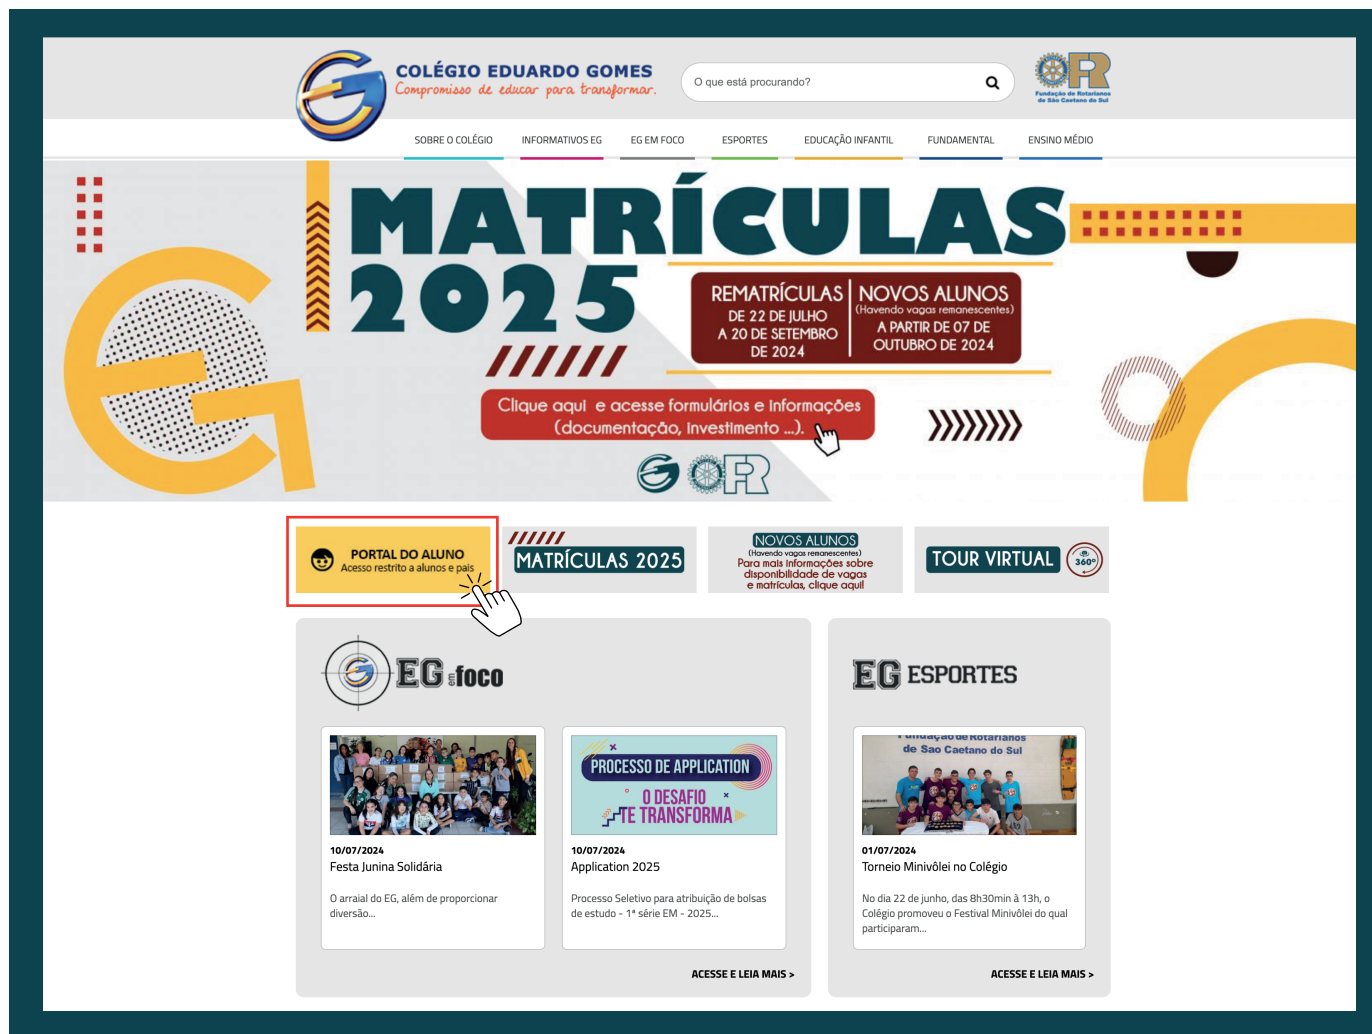 COLÉGIO EDUARDO GOMES
Compromisso de educar para transformar.
O que está procurando?
Fundação de Rotarianos
de São Caetano do Sul
SOBRE O COLÉGIO
INFORMATIVOS EG
EG EM FOCO
ESPORTES
EDUCAÇÃO INFANTIL
FUNDAMENTAL
ENSINO MÉDIO
MATRÍCULAS
2025
REMATRÍCULAS
DE 22 DE JULHO
A 20 DE SETEMBRO
DE 2024
NOVOS ALUNOS
(Havendo vagas remanescentes)
A PARTIR DE 07 DE
OUTUBRO DE 2024
Clique aqui e acesse formulários e informações
(documentação, investimento ...).
FR
PORTAL DO ALUNO
Acesso restrito a alunos e pais
MATRÍCULAS 2025
NOVOS ALUNOS
(Havendo vagas remanescentes)
Para mais informações sobre
disponibilidade de vagas
e matrículas, clique aqui!
TOUR VIRTUAL
360º
EG em foco
EG ESPORTES
PROCESSO DE APPLICATION
O DESAFIO
TE TRANSFORMA
Fundação de Rotarianos
de Sao Caetano do Sul
10/07/2024
Festa Junina Solidária
O arraial do EG, além de proporcionar
diversão...
10/07/2024
Application 2025
Processo Seletivo para atribuição de bolsas
de estudo - 1ª série EM - 2025...
01/07/2024
Torneio Minivôlei no Colégio
No dia 22 de junho, das 8h30min à 13h, o
Colégio promoveu o Festival Minivôlei do qual
participaram...
ACESSE E LEIA MAIS >
ACESSE E LEIA MAIS >